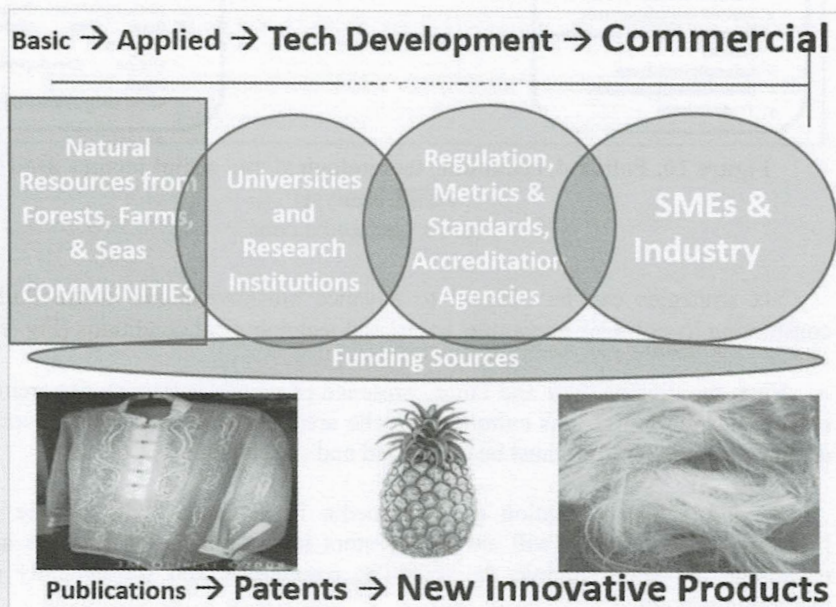 Basic → Applied → Tech Development → Commercial
Natural
Resources from
Forests, Farms,
& Seas
COMMUNITIES
Universities
and
Research
Institutions
Regulation,
Metrics &
Standards,
Accreditation
Agencies
SMEs &
Industry
Funding Sources
Publications → Patents → New Innovative Products